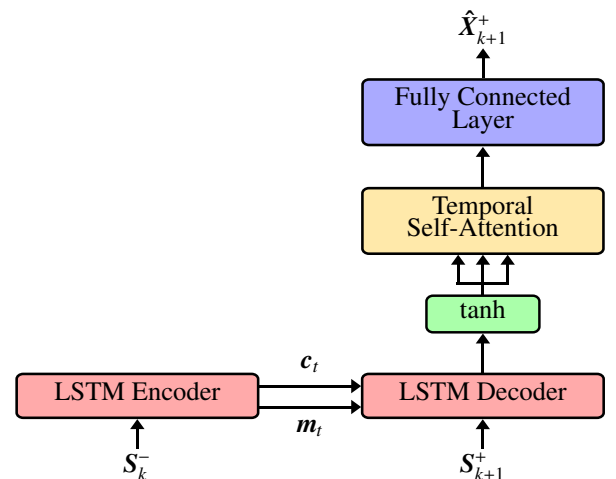 X̂⁺ₖ₊₁
Fully Connected
Layer
Temporal
Self-Attention
tanh
cₜ
LSTM Encoder
LSTM Decoder
mₜ
S⁻ₖ
S⁺ₖ₊₁